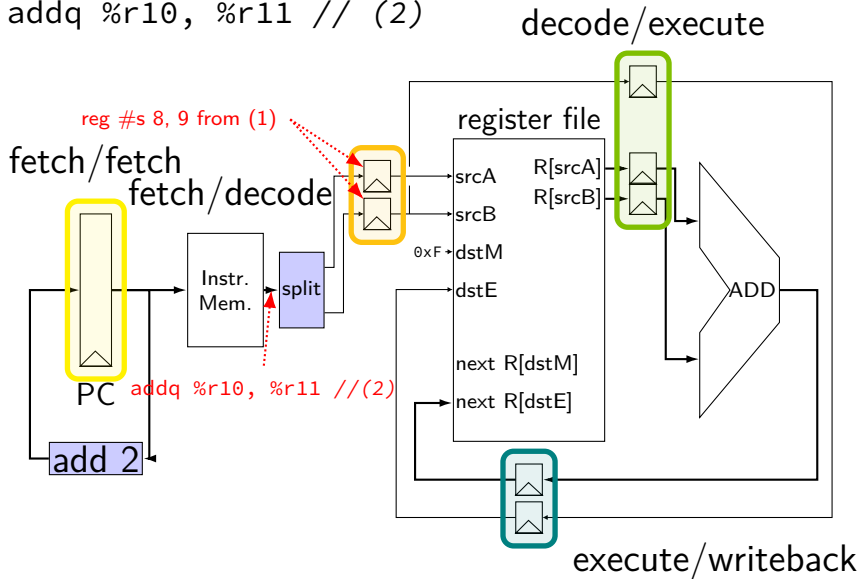 addq %r10, %r11 // (2)
decode/execute
reg #s 8, 9 from (1)
register file
fetch/fetch
fetch/decode
srcA
R[srcA]
srcB
R[srcB]
0xF
dstM
Instr.
Mem.
split
dstE
ADD
next R[dstM]
addq %r10, %r11 //(2)
PC
next R[dstE]
add 2
execute/writeback